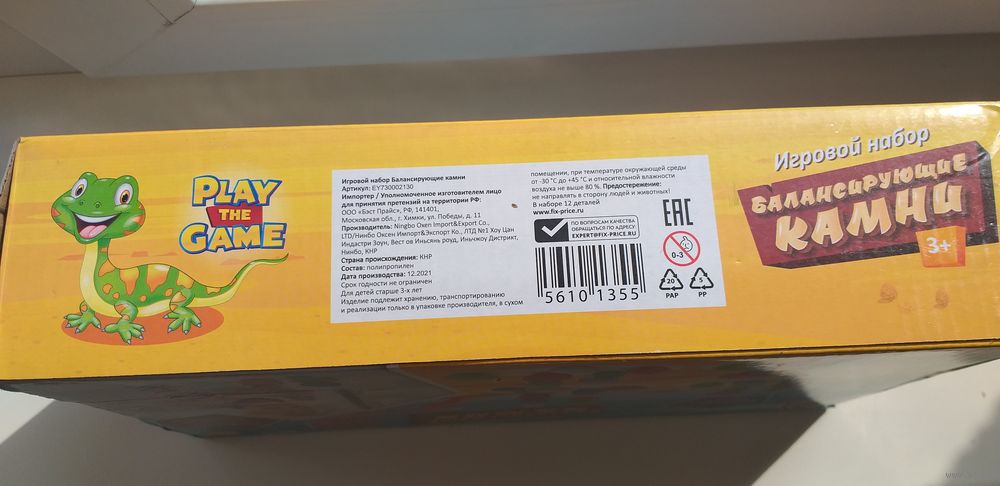 PLAY
THE
GAME
Игровой набор Балансирующие камни
Артикул: EY730002130
Импортер / Уполномоченное изготовителем лицо
для принятия претензий на территории РФ:
ООО «Бэст Прайс», РФ, 141401,
Московская обл., г. Химки, ул. Победы, д. 11
Производитель: Ningbo Oxen Import&Export Co.,
LTD/Нинбо Оксен Импорт&Экспорт Ко., ЛТД №1 Хоу Цан
Индастри Зоун, Вест ов Иньсянь роуд, Иньчжоу Дистрикт,
Нинбо, КНР
Страна происхождения: КНР
Состав: полипропилен
Дата производства: 12.2021
Срок годности не ограничен
Для детей старше 3-х лет
Изделие подлежит хранению, транспортированию
и реализации только в упаковке производителя, в сухом
помещении, при температуре окружающей среды
от -30 °C до +45 °C и относительной влажности
воздуха не выше 80 %. Предостережение:
не направлять в сторону людей и животных!
В наборе 12 деталей
www.fix-price.ru
ПО ВОПРОСАМ КАЧЕСТВА
ОБРАЩАТЬСЯ ПО АДРЕСУ:
EXPERT@FIX-PRICE.RU
5610 1355
EAC
0-3
20
PAP
5
PP
Игровой набор
БАЛАНСИРУЮЩИЕ
КАМНИ
3+